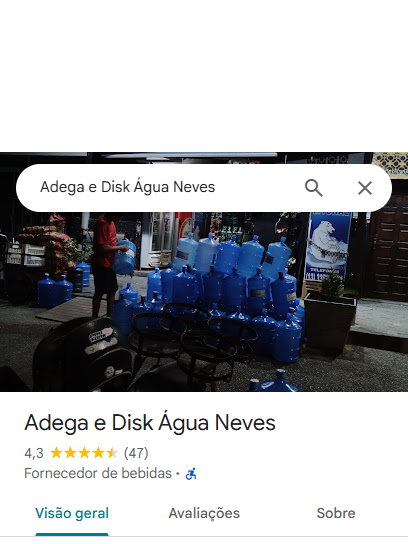 Adega e Disk Água Neves
Adega e Disk Água Neves
4,3 (47)
Fornecedor de bebidas ·
Visão geral
Avaliações
Sobre